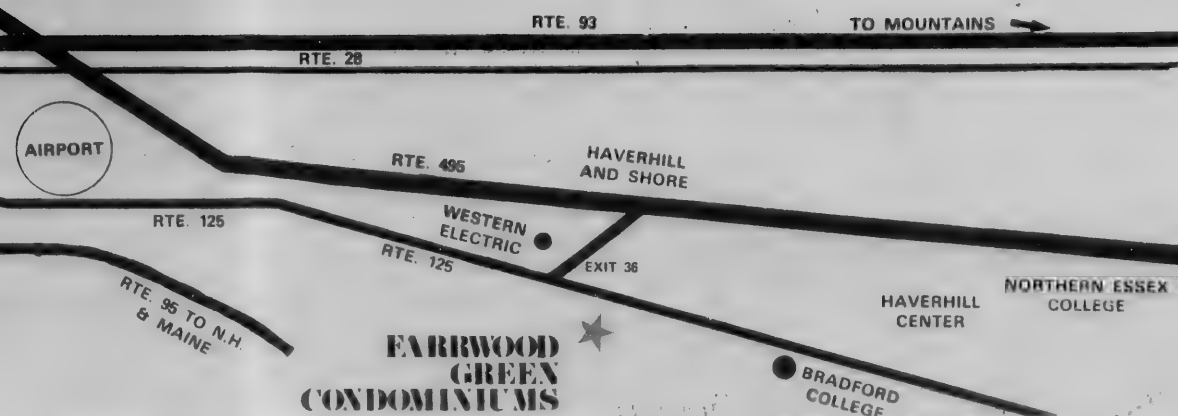 RTE. 93
TO MOUNTAINS
RTE. 28
AIRPORT
RTE. 495
HAVERHILL
AND SHORE
RTE. 125
WESTERN
ELECTRIC
RTE. 125
EXIT 36
RTE. 95 TO N.H.
& MAINE
HAVERHILL
CENTER
NORTHERN ESSEX
COLLEGE
FARRWOOD
GREEN
CONDOMINIUMS
BRADFORD
COLLEGE